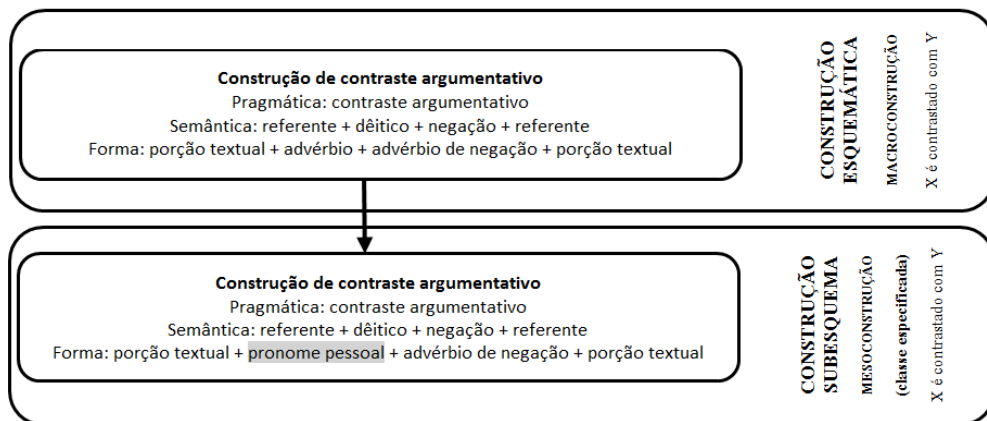 Construção de contraste argumentativo
Pragmática: contraste argumentativo
Semântica: referente + dêitico + negação + referente
Forma: porção textual + advérbio + advérbio de negação + porção textual
CONSTRUÇÃO
ESQUEMÁTICA
MACROCONSTRUÇÃO
X é contrastado com Y
Construção de contraste argumentativo
Pragmática: contraste argumentativo
Semântica: referente + dêitico + negação + referente
Forma: porção textual + pronome pessoal + advérbio de negação + porção textual
CONSTRUÇÃO
SUBESQUEMA
MESOCONSTRUÇÃO
(classe especificada)
X é contrastado com Y